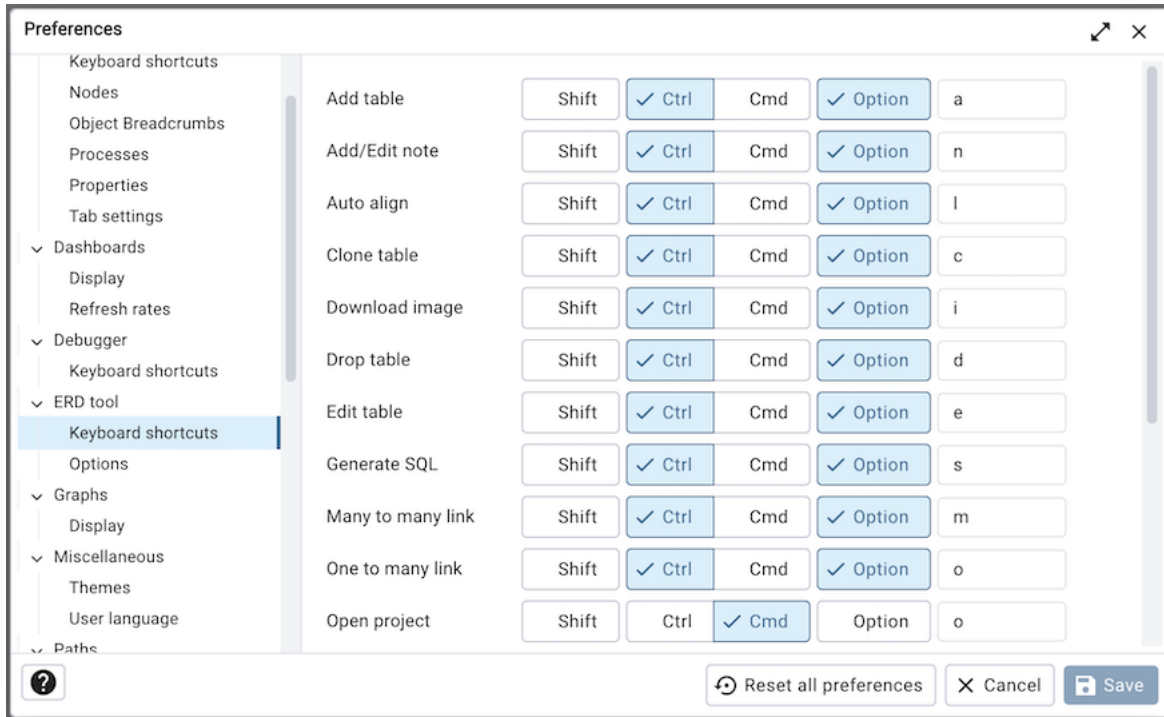 Preferences
Keyboard shortcuts
Nodes
Object Breadcrumbs
Processes
Properties
Tab settings
Dashboards
Display
Refresh rates
Debugger
Keyboard shortcuts
ERD tool
Keyboard shortcuts
Options
Graphs
Display
Miscellaneous
Themes
User language
Paths
Add table Shift Ctrl Cmd Option a
Add/Edit note Shift Ctrl Cmd Option n
Auto align Shift Ctrl Cmd Option l
Clone table Shift Ctrl Cmd Option c
Download image Shift Ctrl Cmd Option i
Drop table Shift Ctrl Cmd Option d
Edit table Shift Ctrl Cmd Option e
Generate SQL Shift Ctrl Cmd Option s
Many to many link Shift Ctrl Cmd Option m
One to many link Shift Ctrl Cmd Option o
Open project Shift Ctrl Cmd Option o
? Reset all preferences Cancel Save